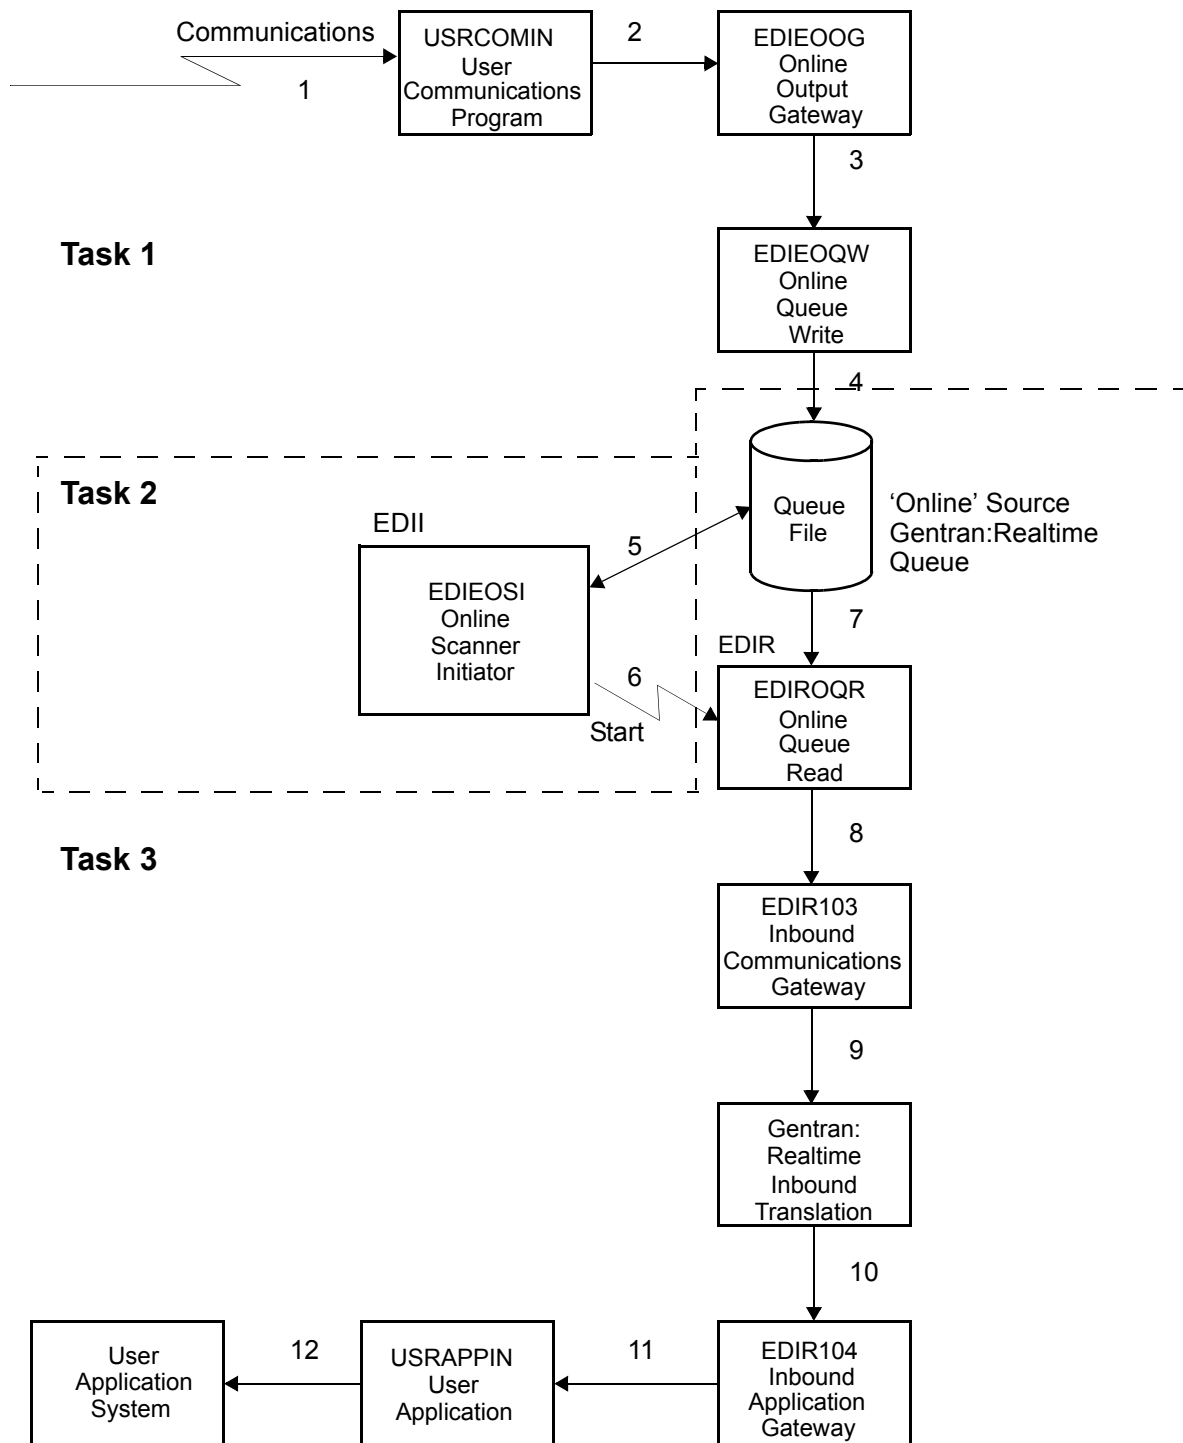 Communications
1
USRCOMIN
User
Communications
Program
2
EDIEOOG
Online
Output
Gateway
3
Task 1
EDIEOQW
Online
Queue
Write
4
Task 2
EDII
Queue
File
'Online' Source
Gentran:Realtime
Queue
5
EDIEOSI
Online
Scanner
Initiator
6
Start
7
EDIR
EDIROQR
Online
Queue
Read
8
Task 3
EDIR103
Inbound
Communications
Gateway
9
Gentran:
Realtime
Inbound
Translation
10
EDIR104
Inbound
Application
Gateway
11
USRAPPIN
User
Application
12
User
Application
System